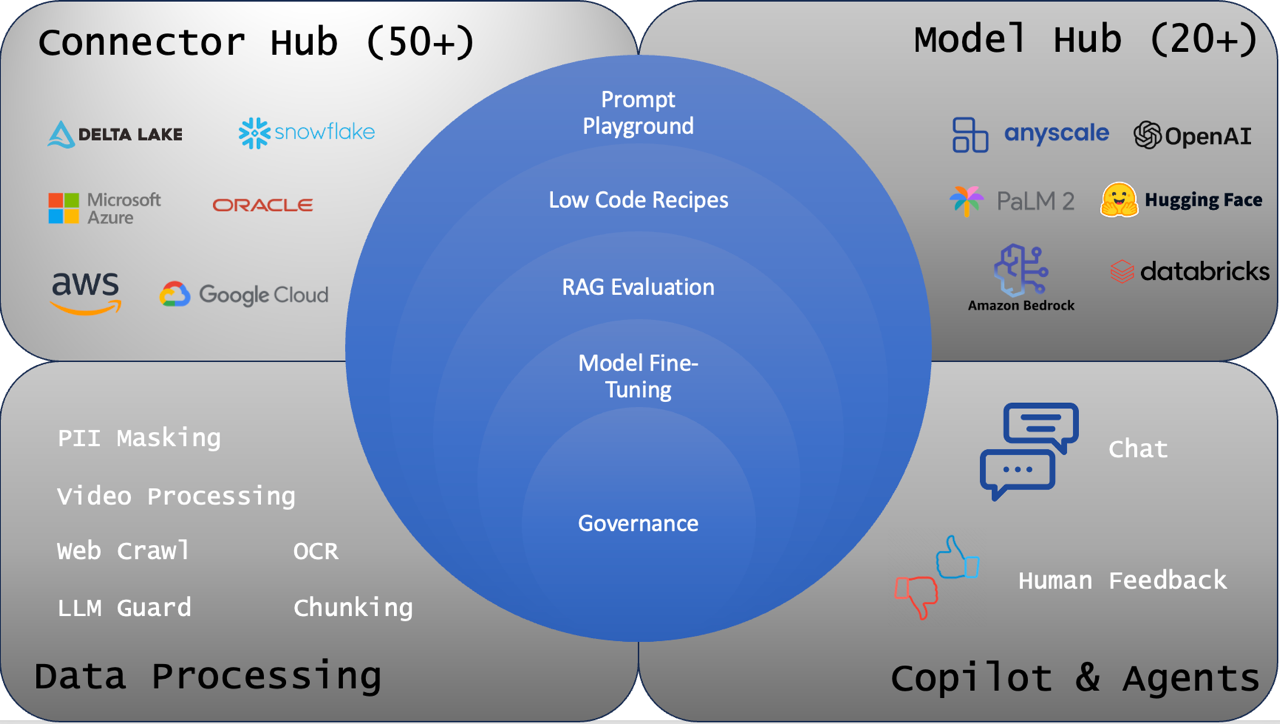 Connector Hub (50+)
DELTA LAKE
snowflake
Microsoft
Azure
ORACLE
aws
Google Cloud
Model Hub (20+)
anyscale
OpenAI
PaLM 2
Hugging Face
Amazon Bedrock
databricks
Prompt
Playground
Low Code Recipes
RAG Evaluation
Model Fine-
Tuning
Governance
PII Masking
Video Processing
Web Crawl
OCR
LLM Guard
Chunking
Data Processing
Chat
Human Feedback
Copilot & Agents